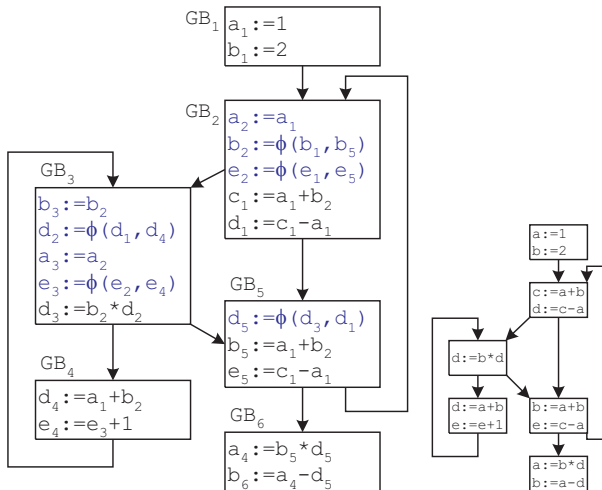 GB₁
a₁:=1
b₁:=2
GB₂
a₂:=a₁
b₂:=ϕ(b₁,b₅)
e₂:=ϕ(e₁,e₅)
c₁:=a₁+b₂
d₁:=c₁-a₁
GB₃
b₃:=b₂
d₂:=ϕ(d₁,d₄)
a₃:=a₂
e₃:=ϕ(e₂,e₄)
d₃:=b₂*d₂
GB₄
d₄:=a₁+b₂
e₄:=e₃+1
GB₅
d₅:=ϕ(d₃,d₁)
b₅:=a₁+b₂
e₅:=c₁-a₁
GB₆
a₄:=b₅*d₅
b₆:=a₄-d₅
a:=1
b:=2
c:=a+b
d:=c-a
d:=b*d
d:=a+b
e:=e+1
b:=a+b
e:=c-a
a:=b*d
b:=a-d